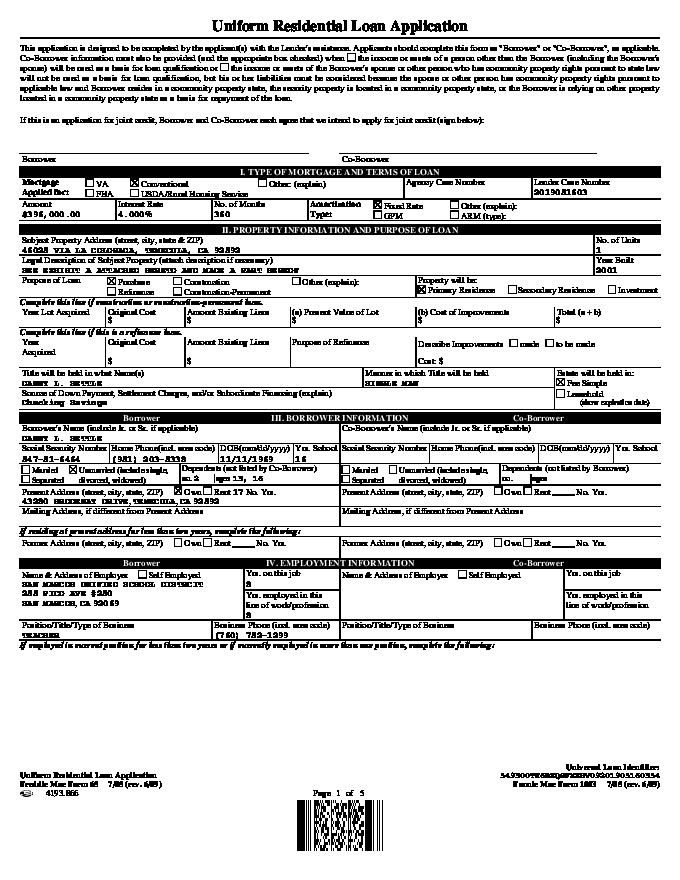 Uniform Residential Loan Application
This application is designed to be completed by the applicant(s) with the Lender's assistance. Applicants should complete this form as "Borrower" or "Co-Borrower", as applicable.
Co-Borrower information must also be provided (and the appropriate box checked) when ☐ the income or assets of a person other than the Borrower (including the Borrower's
spouse) will be used as a basis for loan qualification or ☐ the income or assets of the Borrower's spouse or other person who has community property rights pursuant to state law
will not be used as a basis for loan qualification, but his or her liabilities must be considered because the spouse or other person has community property rights pursuant to
applicable law and Borrower resides in a community property state, the security property is located in a community property state, or the Borrower is relying on other property
located in a community property state as a basis for repayment of the loan.
If this is an application for joint credit, Borrower and Co-Borrower each agree that we intend to apply for joint credit (sign below):
Borrower Co-Borrower
I. TYPE OF MORTGAGE AND TERMS OF LOAN
Mortgage Applied for: ☐ VA ☒ Conventional ☐ Other: (explain) Agency Case Number Lender Case Number
☐ FHA ☐ USDA/Rural Housing Service 2019081603
Amount Interest Rate No. of Months Amortization Type: ☒ Fixed Rate ☐ Other (explain):
$396,000.00 4.000% 360 ☐ GPM ☐ ARM (type):
II. PROPERTY INFORMATION AND PURPOSE OF LOAN
Subject Property Address (street, city, state & ZIP) No. of Units
VIA LA COLORADA, TEMECULA, CA 92592 1
Legal Description of Subject Property (attach description if necessary) Year Built
SEE EXHIBIT A ATTACHED HERETO AND MADE A PART HEREOF 2001
Purpose of Loan ☒ Purchase ☐ Construction ☐ Other (explain): Property will be:
☐ Refinance ☐ Construction-Permanent ☒ Primary Residence ☐ Secondary Residence ☐ Investment
Complete this line if construction or construction-permanent loan.
Year Lot Acquired Original Cost Amount Existing Liens (a) Present Value of Lot (b) Cost of Improvements Total (a + b)
$ $ $ $ $
Complete this line if this is a refinance loan.
Year Acquired Original Cost Amount Existing Liens Purpose of Refinance Describe Improvements ☐ made ☐ to be made
$ $ Cost: $
Title will be held in what Name(s) Manner in which Title will be held Estate will be held in:
L. SETTLE SINGLE MAN ☒ Fee Simple
Source of Down Payment, Settlement Charges, and/or Subordinate Financing (explain) ☐ Leasehold
Checking Savings (show expiration date)
Borrower III. BORROWER INFORMATION Co-Borrower
Borrower's Name (include Jr. or Sr. if applicable) Co-Borrower's Name (include Jr. or Sr. if applicable)
L. SETTLE
Social Security Number Home Phone (incl. area code) DOB (mm/dd/yyyy) Yrs. School Social Security Number Home Phone (incl. area code) DOB (mm/dd/yyyy) Yrs. School
847-81-6464 (951) 203-8338 11/11/1969 16
☐ Married ☒ Unmarried (include single, Dependents (not listed by Co-Borrower) ☐ Married ☐ Unmarried (include single, Dependents (not listed by Borrower)
☐ Separated divorced, widowed) no. 2 ages 13, 16 ☐ Separated divorced, widowed) no. ages
Present Address (street, city, state, ZIP) ☒ Own ☐ Rent 17 No. Yrs. Present Address (street, city, state, ZIP) ☐ Own ☐ Rent ____ No. Yrs.
DRIVE, TEMECULA, CA 92592
Mailing Address, if different from Present Address Mailing Address, if different from Present Address
If residing at present address for less than two years, complete the following:
Former Address (street, city, state, ZIP) ☐ Own ☐ Rent ____ No. Yrs. Former Address (street, city, state, ZIP) ☐ Own ☐ Rent ____ No. Yrs.
Borrower IV. EMPLOYMENT INFORMATION Co-Borrower
Name & Address of Employer ☐ Self Employed Yrs. on this job Name & Address of Employer ☐ Self Employed Yrs. on this job
SAN MARCOS UNIFIED SCHOOL DISTRICT 8
255 PICO AVE #250 Yrs. employed in this line of work/profession Yrs. employed in this line of work/profession
SAN MARCOS, CA 92069 8
Position/Title/Type of Business Business Phone (incl. area code) Position/Title/Type of Business Business Phone (incl. area code)
TEACHER (760) 752-1299
If employed in current position for less than two years or if currently employed in more than one position, complete the following:
Universal Loan Identifier:
Uniform Residential Loan Application
Freddie Mac Form 65 7/05 (rev. 6/09) Fannie Mae Form 1003 7/05 (rev. 6/09)
4193.866 Page 1 of 5